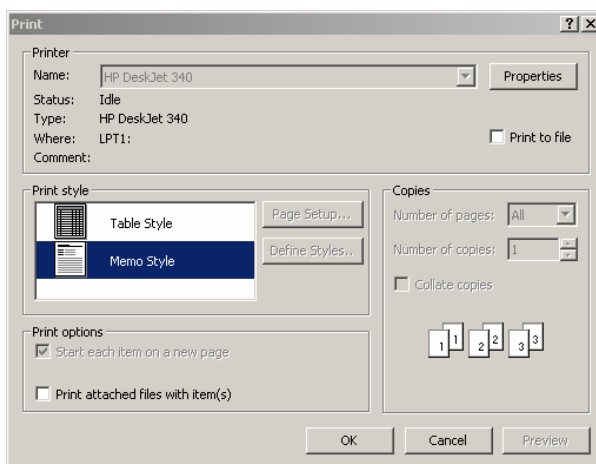 Print
Printer
Name: HP DeskJet 340 Properties
Status: Idle
Type: HP DeskJet 340
Where: LPT1: Print to file
Comment:
Print style
Table Style
Memo Style
Page Setup...
Define Styles..
Print options
Start each item on a new page
Print attached files with item(s)
Copies
Number of pages: All
Number of copies: 1
Collate copies
1 1 2 2 3 3
OK Cancel Preview